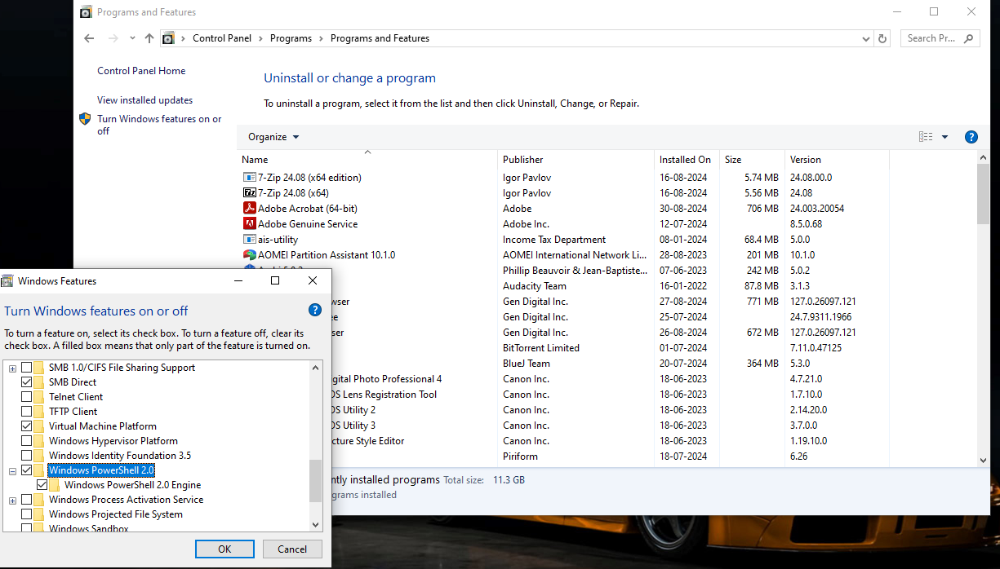 Programs and Features
Control Panel > Programs > Programs and Features
Search Pr...
Control Panel Home
View installed updates
Turn Windows features on or
off
Uninstall or change a program
To uninstall a program, select it from the list and then click Uninstall, Change, or Repair.
Organize
Name Publisher Installed On Size Version
7-Zip 24.08 (x64 edition) Igor Pavlov 16-08-2024 5.74 MB 24.08.00.0
7-Zip 24.08 (x64) Igor Pavlov 16-08-2024 5.56 MB 24.08
Adobe Acrobat (64-bit) Adobe 30-08-2024 706 MB 24.003.20054
Adobe Genuine Service Adobe Inc. 12-07-2024 8.5.0.68
ais-utility Income Tax Department 08-01-2024 68.4 MB 5.0.0
AOMEI Partition Assistant 10.1.0 AOMEI International Network Li... 28-08-2023 201 MB 10.1.0
Phillip Beauvoir & Jean-Baptiste... 07-06-2023 242 MB 5.0.2
Audacity Team 16-01-2022 87.8 MB 3.1.3
wser Gen Digital Inc. 27-08-2024 771 MB 127.0.26097.121
ee Gen Digital Inc. 25-07-2024 24.7.9311.1966
ser Gen Digital Inc. 26-08-2024 672 MB 127.0.26097.121
BitTorrent Limited 01-07-2024 7.11.0.47125
BlueJ Team 20-07-2024 364 MB 5.3.0
gital Photo Professional 4 Canon Inc. 18-06-2023 4.7.21.0
OS Lens Registration Tool Canon Inc. 18-06-2023 1.7.10.0
OS Utility 2 Canon Inc. 18-06-2023 2.14.20.0
OS Utility 3 Canon Inc. 18-06-2023 3.7.0.0
cture Style Editor Canon Inc. 18-06-2023 1.19.10.0
Piriform 18-07-2024 6.26
ntly installed programs Total size: 11.3 GB
grams installed
Windows Features
Turn Windows features on or off
To turn a feature on, select its check box. To turn a feature off, clear its
check box. A filled box means that only part of the feature is turned on.
SMB 1.0/CIFS File Sharing Support
SMB Direct
Telnet Client
TFTP Client
Virtual Machine Platform
Windows Hypervisor Platform
Windows Identity Foundation 3.5
Windows PowerShell 2.0
Windows PowerShell 2.0 Engine
Windows Process Activation Service
Windows Projected File System
Windows Sandbox
OK Cancel